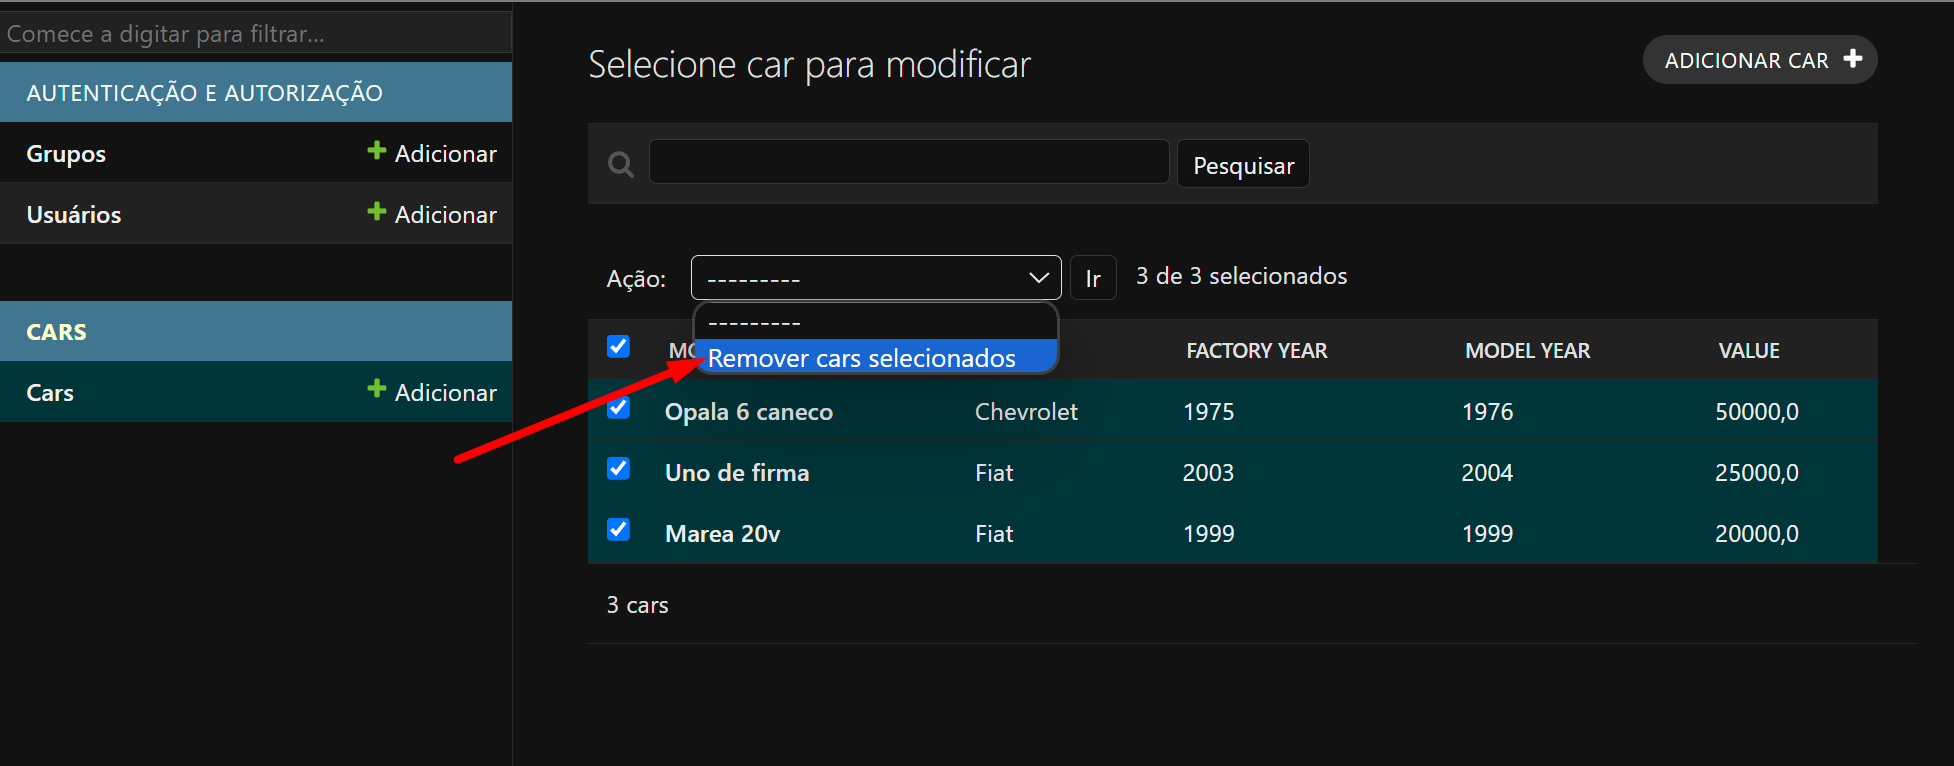 Comece a digitar para filtrar...
AUTENTICAÇÃO E AUTORIZAÇÃO
Grupos Adicionar
Usuários Adicionar
CARS
Cars Adicionar
Selecione car para modificar
ADICIONAR CAR
Pesquisar
Ação: --------- Ir 3 de 3 selecionados
---------
Remover cars selecionados
FACTORY YEAR MODEL YEAR VALUE
Opala 6 caneco Chevrolet 1975 1976 50000,0
Uno de firma Fiat 2003 2004 25000,0
Marea 20v Fiat 1999 1999 20000,0
3 cars